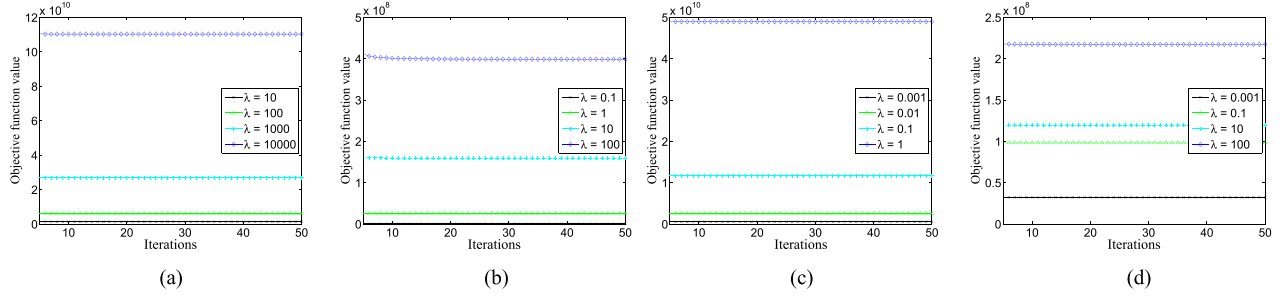 x 10^10
12
10
8
6
4
2
0
10 20 30 40 50
Objective function value
Iterations
λ = 10
λ = 100
λ = 1000
λ = 10000
(a)
x 10^8
5
4
3
2
1
0
10 20 30 40 50
Objective function value
Iterations
λ = 0.1
λ = 1
λ = 10
λ = 100
(b)
x 10^10
5
4
3
2
1
0
10 20 30 40 50
Objective function value
Iterations
λ = 0.001
λ = 0.01
λ = 0.1
λ = 1
(c)
x 10^8
2.5
2
1.5
1
0.5
0
10 20 30 40 50
Objective function value
Iterations
λ = 0.001
λ = 0.1
λ = 10
λ = 100
(d)